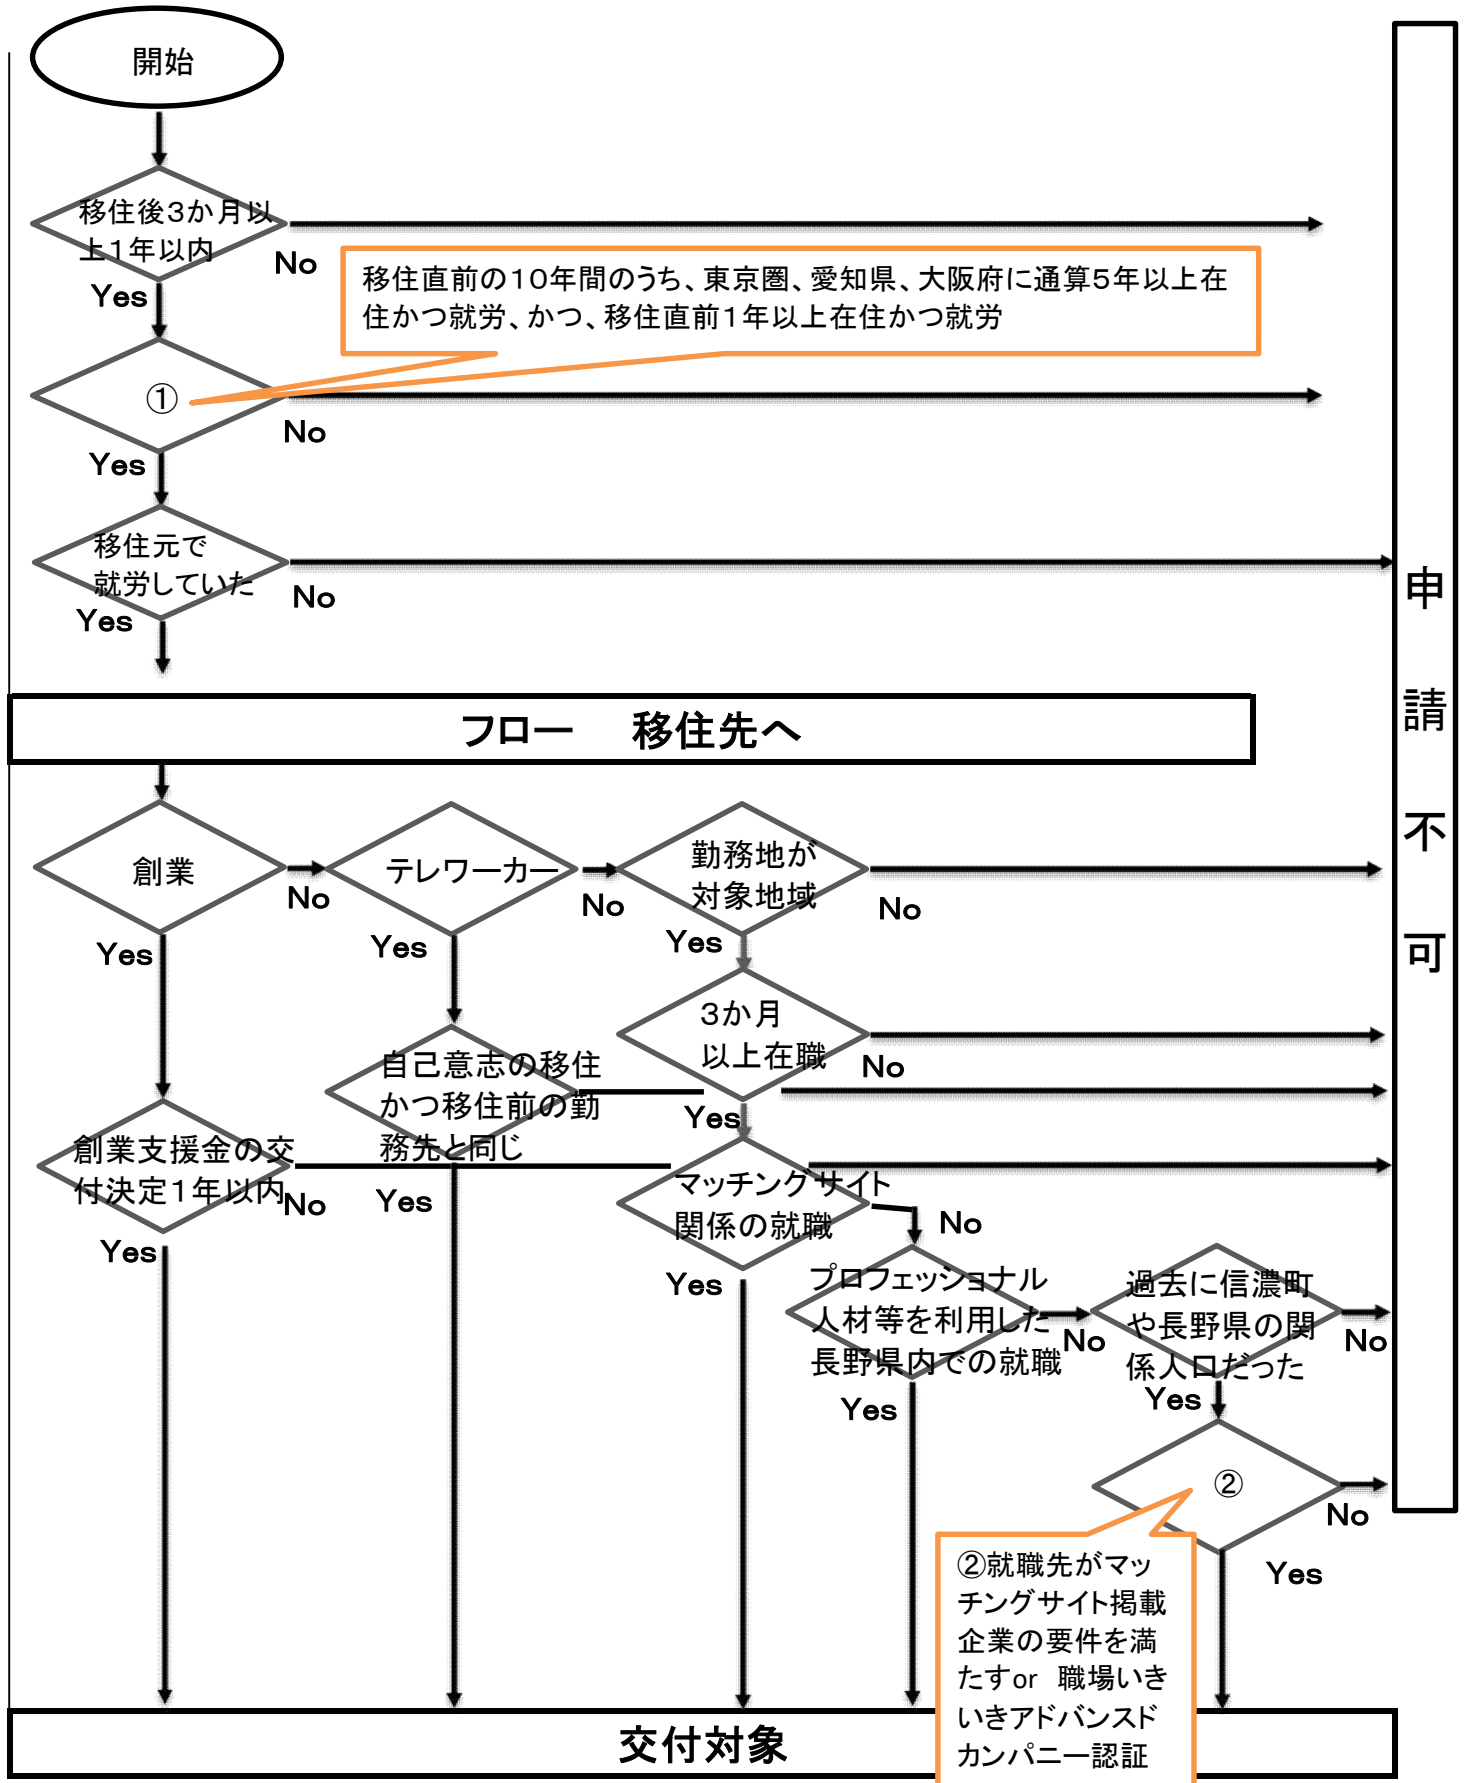 開始
移住後３か月以
上１年以内
No
Yes
移住直前の１０年間のうち、東京圏、愛知県、大阪府に通算５年以上在
住かつ就労、かつ、移住直前１年以上在住かつ就労
①
No
Yes
移住元で
就労していた
No
Yes
申請不可
フロー　移住先へ
創業
No
Yes
テレワーカー
No
Yes
勤務地が
対象地域
No
Yes
３か月
以上在職
No
Yes
自己意志の移住
かつ移住前の勤
務先と同じ
Yes
創業支援金の交
付決定１年以内
No
Yes
マッチングサイト
関係の就職
No
Yes
プロフェッショナル
人材等を利用した
長野県内での就職
No
Yes
過去に信濃町
や長野県の関
係人口だった
No
Yes
②
No
Yes
②就職先がマッ
チングサイト掲載
企業の要件を満
たすor　職場いき
いきアドバンスド
カンパニー認証
交付対象